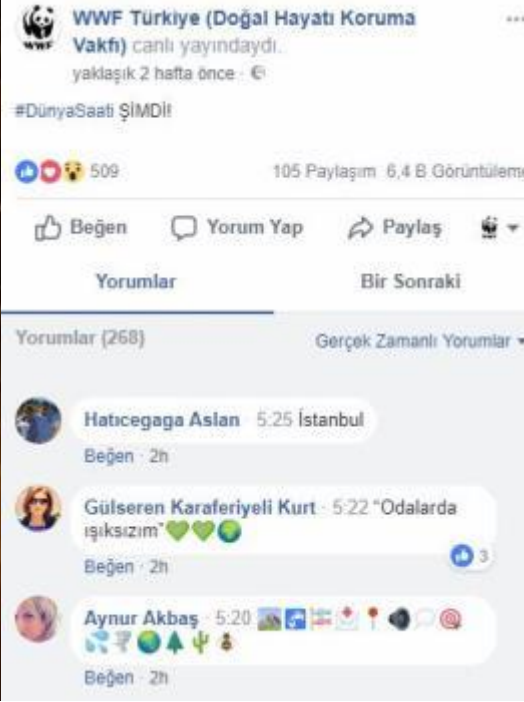 WWF
WWF Türkiye (Doğal Hayatı Koruma
Vakfı) canlı yayındaydı.
yaklaşık 2 hafta önce ·
#DünyaSaati ŞİMDİ!
509 105 Paylaşım 6,4 B Görüntüleme
Beğen Yorum Yap Paylaş
Yorumlar Bir Sonraki
Yorumlar (268) Gerçek Zamanlı Yorumlar
Hatıcegaga Aslan · 5:25 İstanbul
Beğen · 2h
Gülseren Karaferiyeli Kurt · 5:22 "Odalarda
ışıksızım"💚💚🌍
3
Beğen · 2h
Aynur Akbaş · 5:20
Beğen · 2h